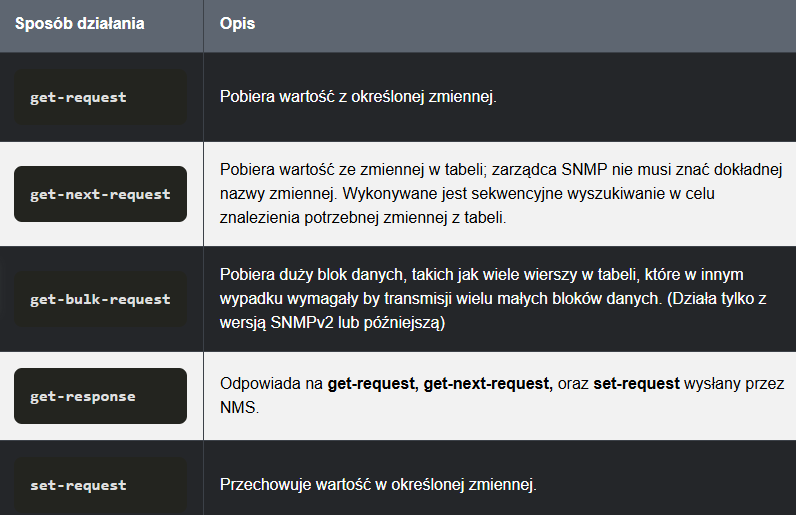 Sposób działania Opis
get-request Pobiera wartość z określonej zmiennej.
Pobiera wartość ze zmiennej w tabeli; zarządca SNMP nie musi znać dokładnej
get-next-request nazwy zmiennej. Wykonywane jest sekwencyjne wyszukiwanie w celu
znalezienia potrzebnej zmiennej z tabeli.
Pobiera duży blok danych, takich jak wiele wierszy w tabeli, które w innym
get-bulk-request wypadku wymagały by transmisji wielu małych bloków danych. (Działa tylko z
wersją SNMPv2 lub późniejszą)
get-response Odpowiada na get-request, get-next-request, oraz set-request wysłany przez
NMS.
set-request Przechowuje wartość w określonej zmiennej.